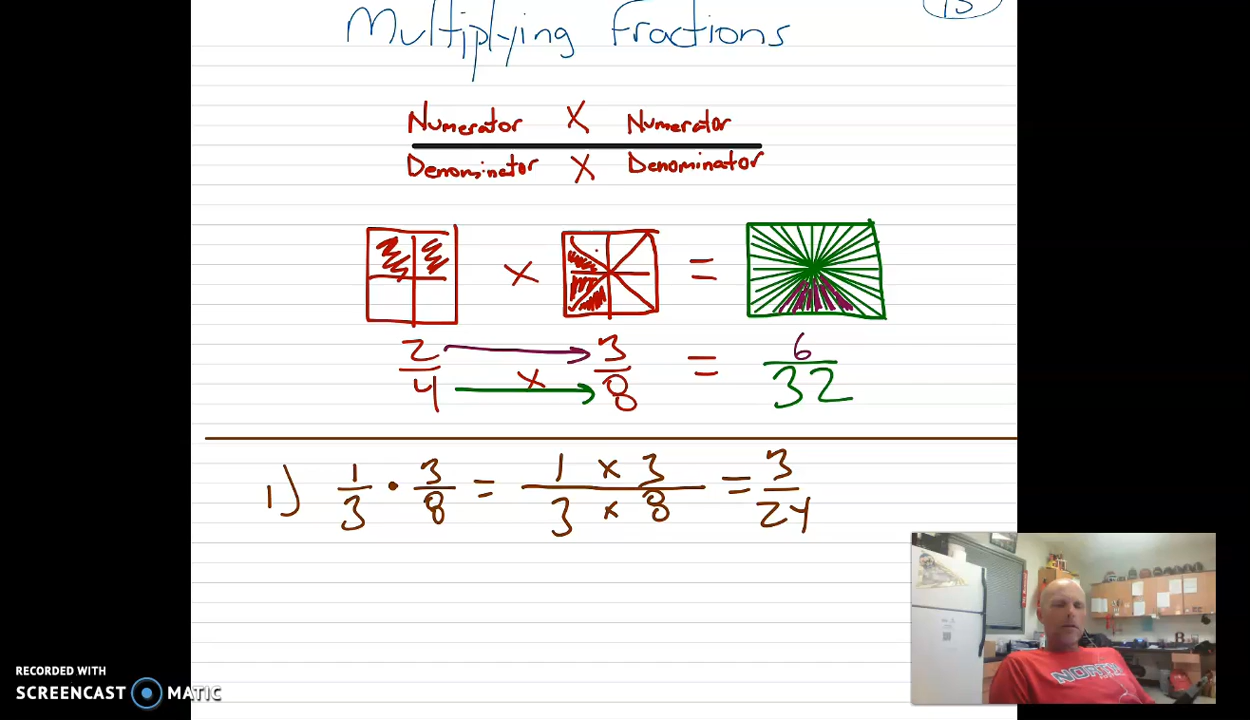 Multiplying Fractions
Numerator X Numerator
Denominator X Denominator
X =
2/4 x 3/8 = 6/32
1) 1/3 • 3/8 = 1 x 3/3 x 8 = 3/24
RECORDED WITH
SCREENCAST MATIC
NORTH